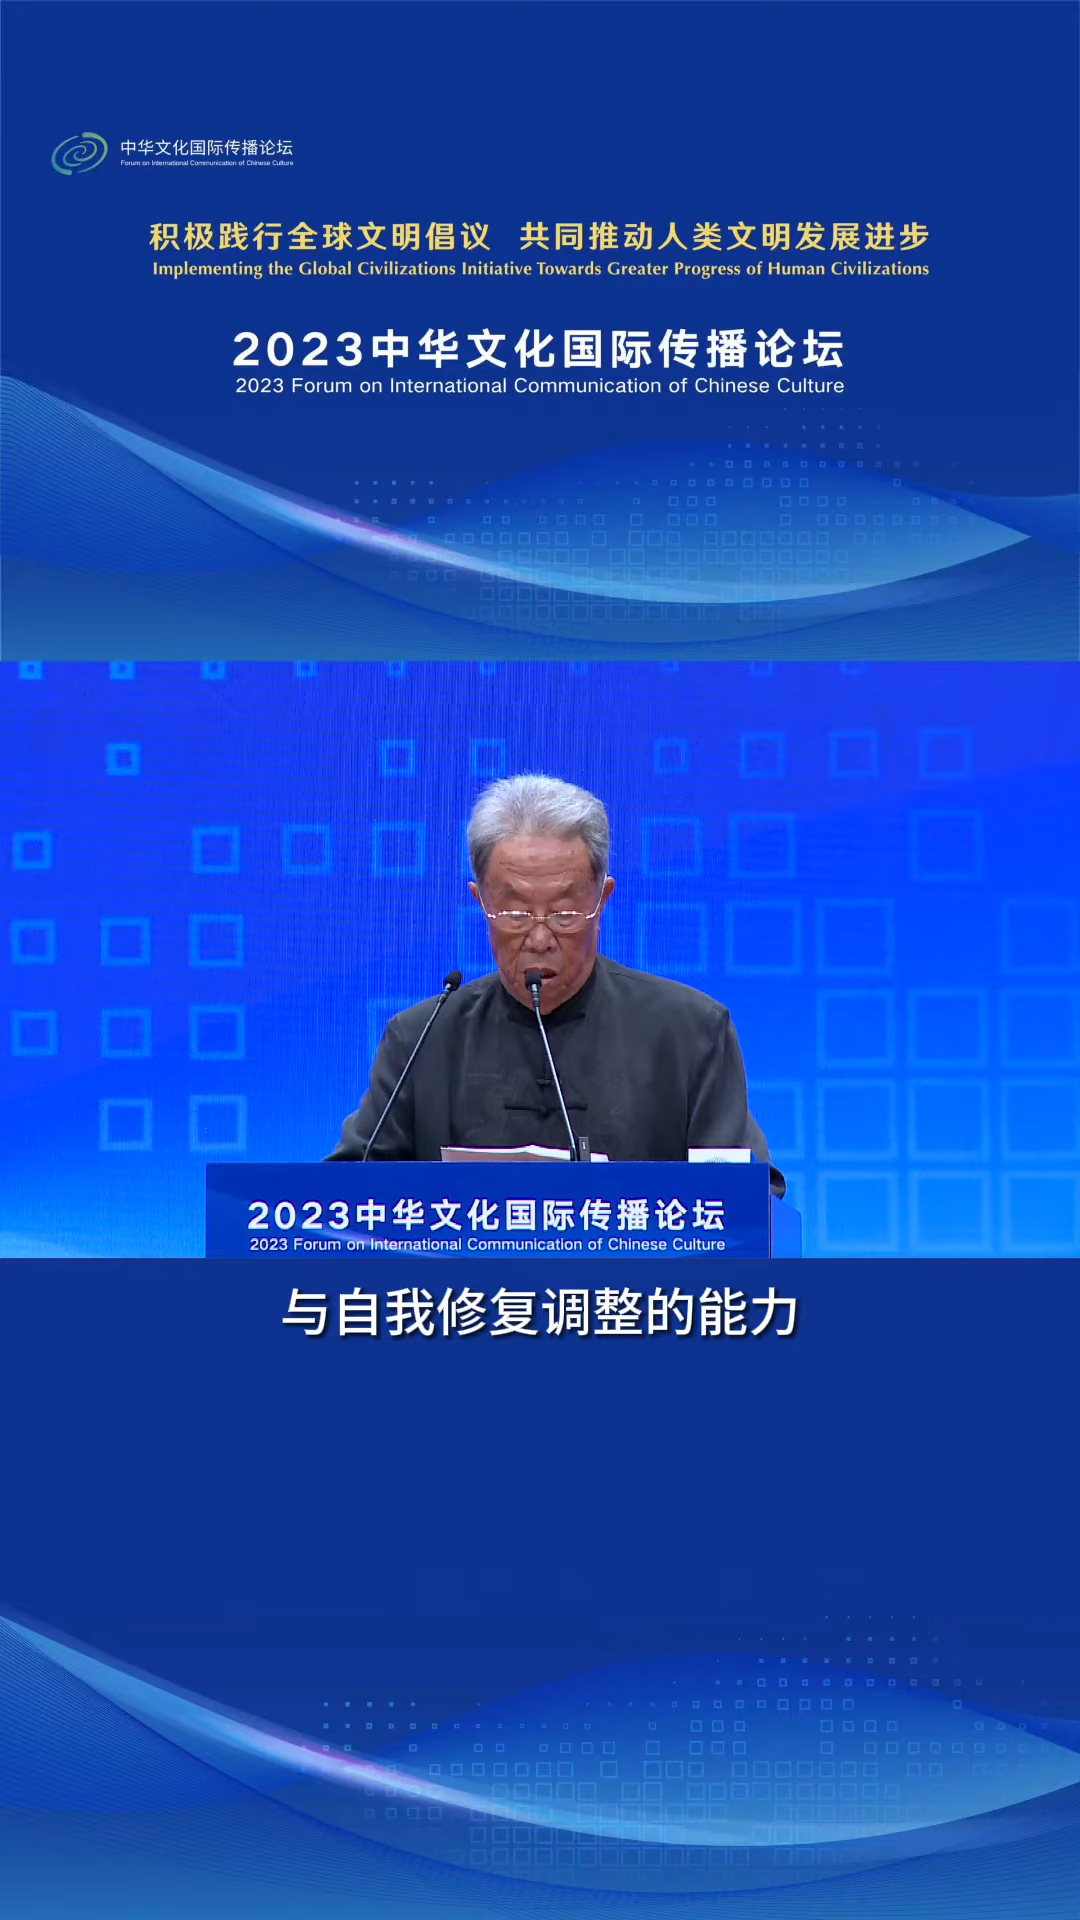 中华文化国际传播论坛
Forum on International Communication of Chinese Culture
积极践行全球文明倡议 共同推动人类文明发展进步
Implementing the Global Civilizations Initiative Towards Greater Progress of Human Civilizations
2023中华文化国际传播论坛
2023 Forum on International Communication of Chinese Culture
2023中华文化国际传播论坛
2023 Forum on International Communication of Chinese Culture
与自我修复调整的能力